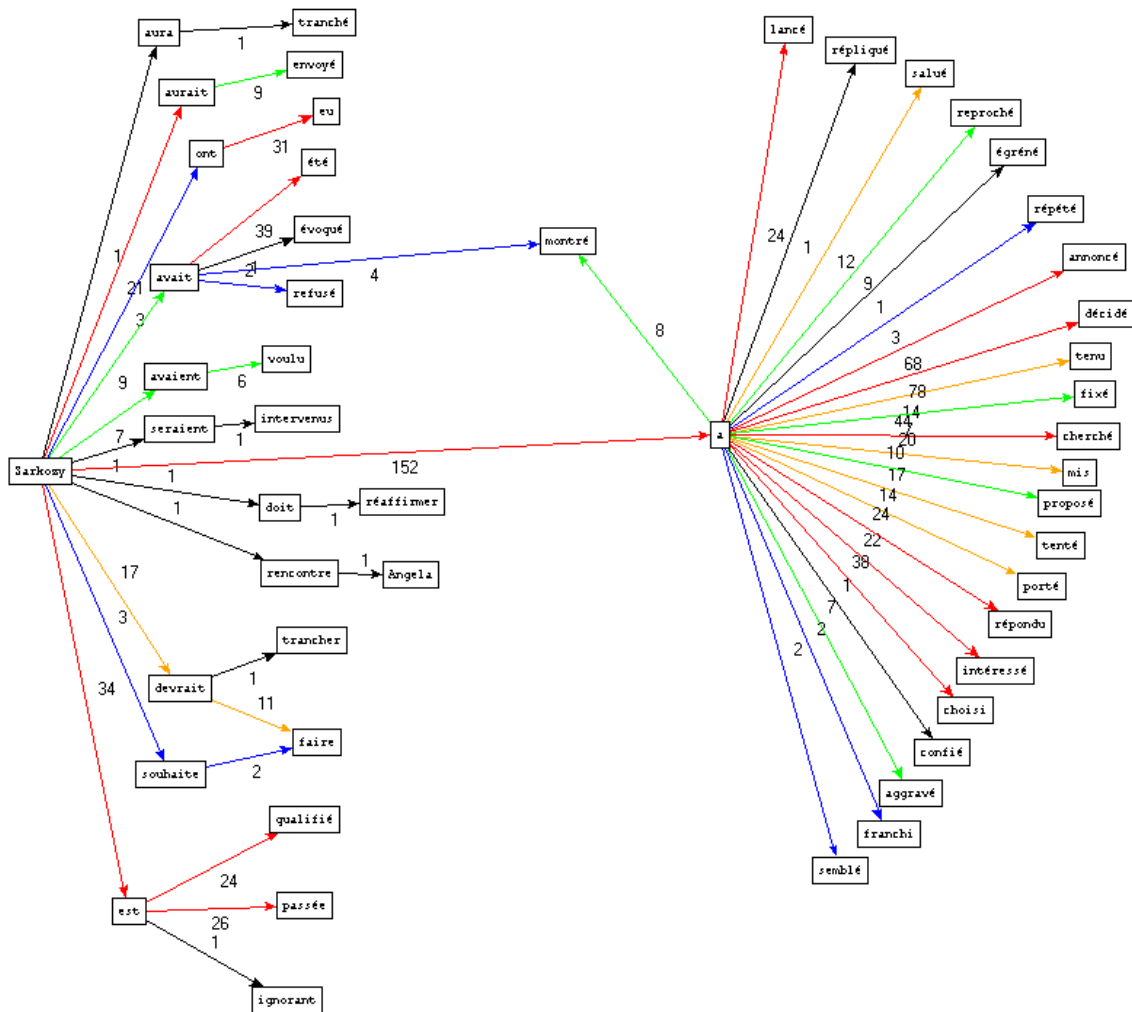 lancé
tranché
aura
répliqué
1
envoyé
salué
aurait
9
eu
reproché
ont
31
égréné
été
répété
39
évoqué
24
montré
1
annoncé
1
avait
2
1
4
12
21
refusé
9
1
décidé
3
8
3
voulu
tenu
68
avaient
9
6
78
fixé
14
44
7
intervenus
seraient
1
a
cherché
7
20
10
Sarkosy
1
1
152
17
mis
proposé
14
réaffirmer
doit
1
1
24
22
tenté
rencontre
1
Angela
38
17
1
porté
3
7
2
répondu
trancher
2
intéressé
34
devrait
1
11
choisi
faire
confié
souhaite
2
aggravé
qualifié
franchi
semblé
24
est
passée
26
1
ignorant